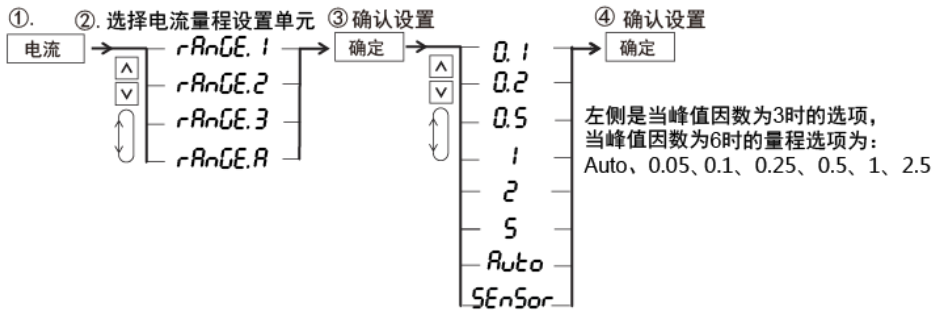 ①.
②. 选择电流量程设置单元
③ 确认设置
④ 确认设置
电流
rAnGE.1
rAnGE.2
rAnGE.3
rAnGE.A
确定
0.1
0.2
0.5
1
2
5
Auto
SEnSor
确定
左侧是当峰值因数为3时的选项，
当峰值因数为6时的量程选项为：
Auto、0.05、0.1、0.25、0.5、1、2.5